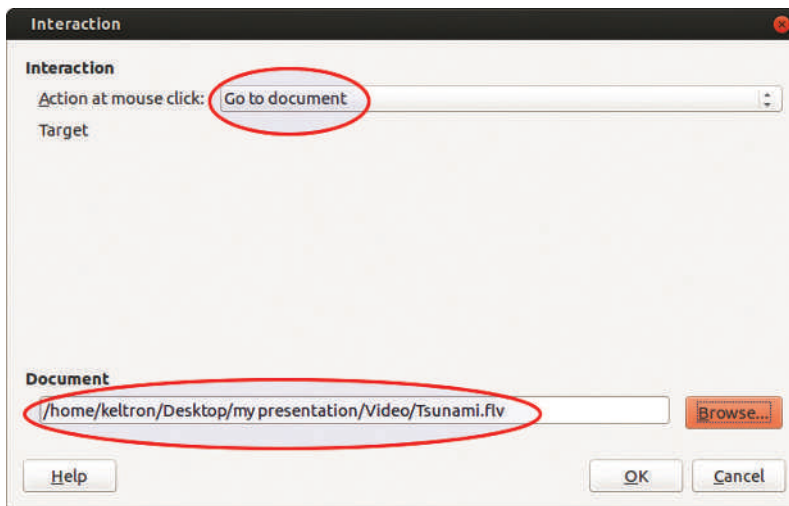 Interaction
Interaction
Action at mouse click: Go to document
Target
Document
/home/keltron/Desktop/my presentation/Video/Tsunami.flv Browse...
Help OK Cancel